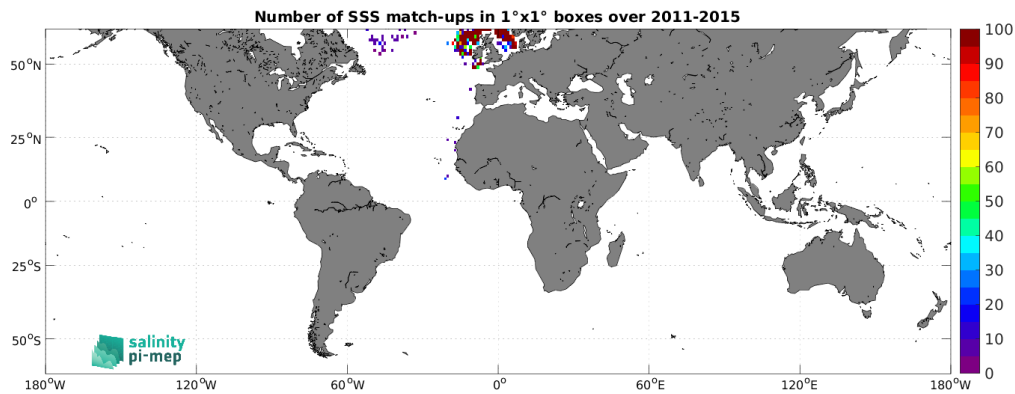 Number of SSS match-ups in 1°x1° boxes over 2011-2015
100
90
80
70
60
50
40
30
20
10
0
50°N
25°N
0°
25°S
50°S
salinity
pi-mep
180°W
120°W
60°W
0°
60°E
120°E
180°W